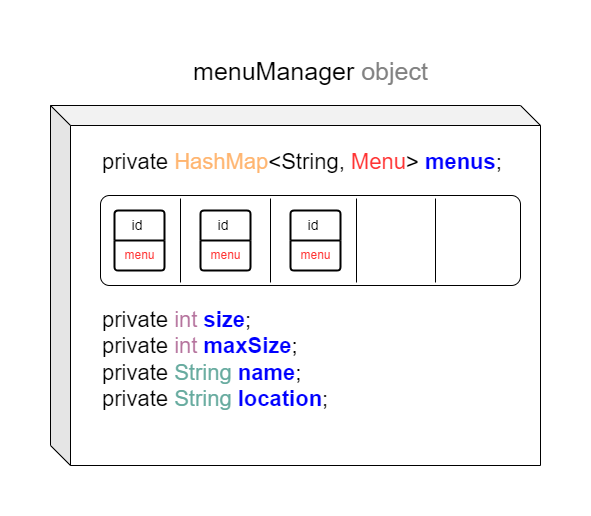 menuManager object
private HashMap<String, Menu> menus;
id id id
menu menu menu
private int size;
private int maxSize;
private String name;
private String location;